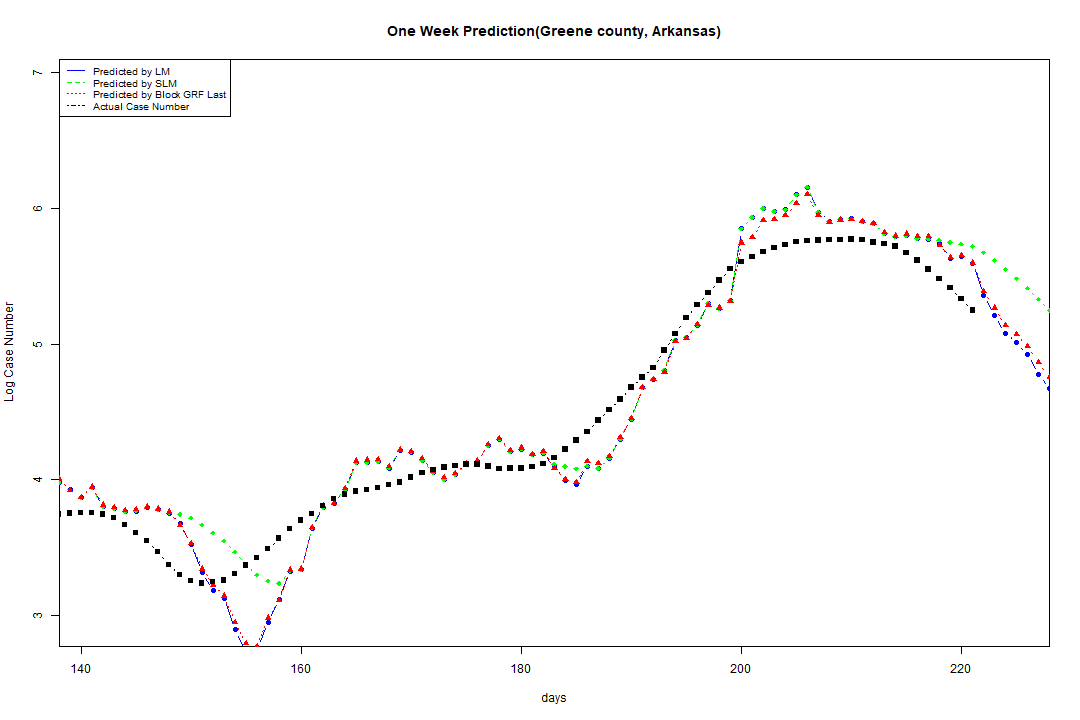 One Week Prediction(Greene county, Arkansas)
Predicted by LM
Predicted by SLM
Predicted by Block GRF Last
Actual Case Number
7
6
5
4
3
Log Case Number
140 160 180 200 220
days